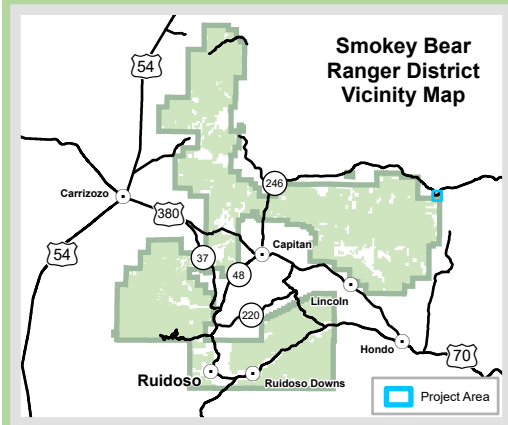 Smokey Bear
Ranger District
Vicinity Map
54
246
Carrizozo
380
Capitan
54
37
48
Lincoln
220
Hondo
70
Ruidoso
Ruidoso Downs
Project Area